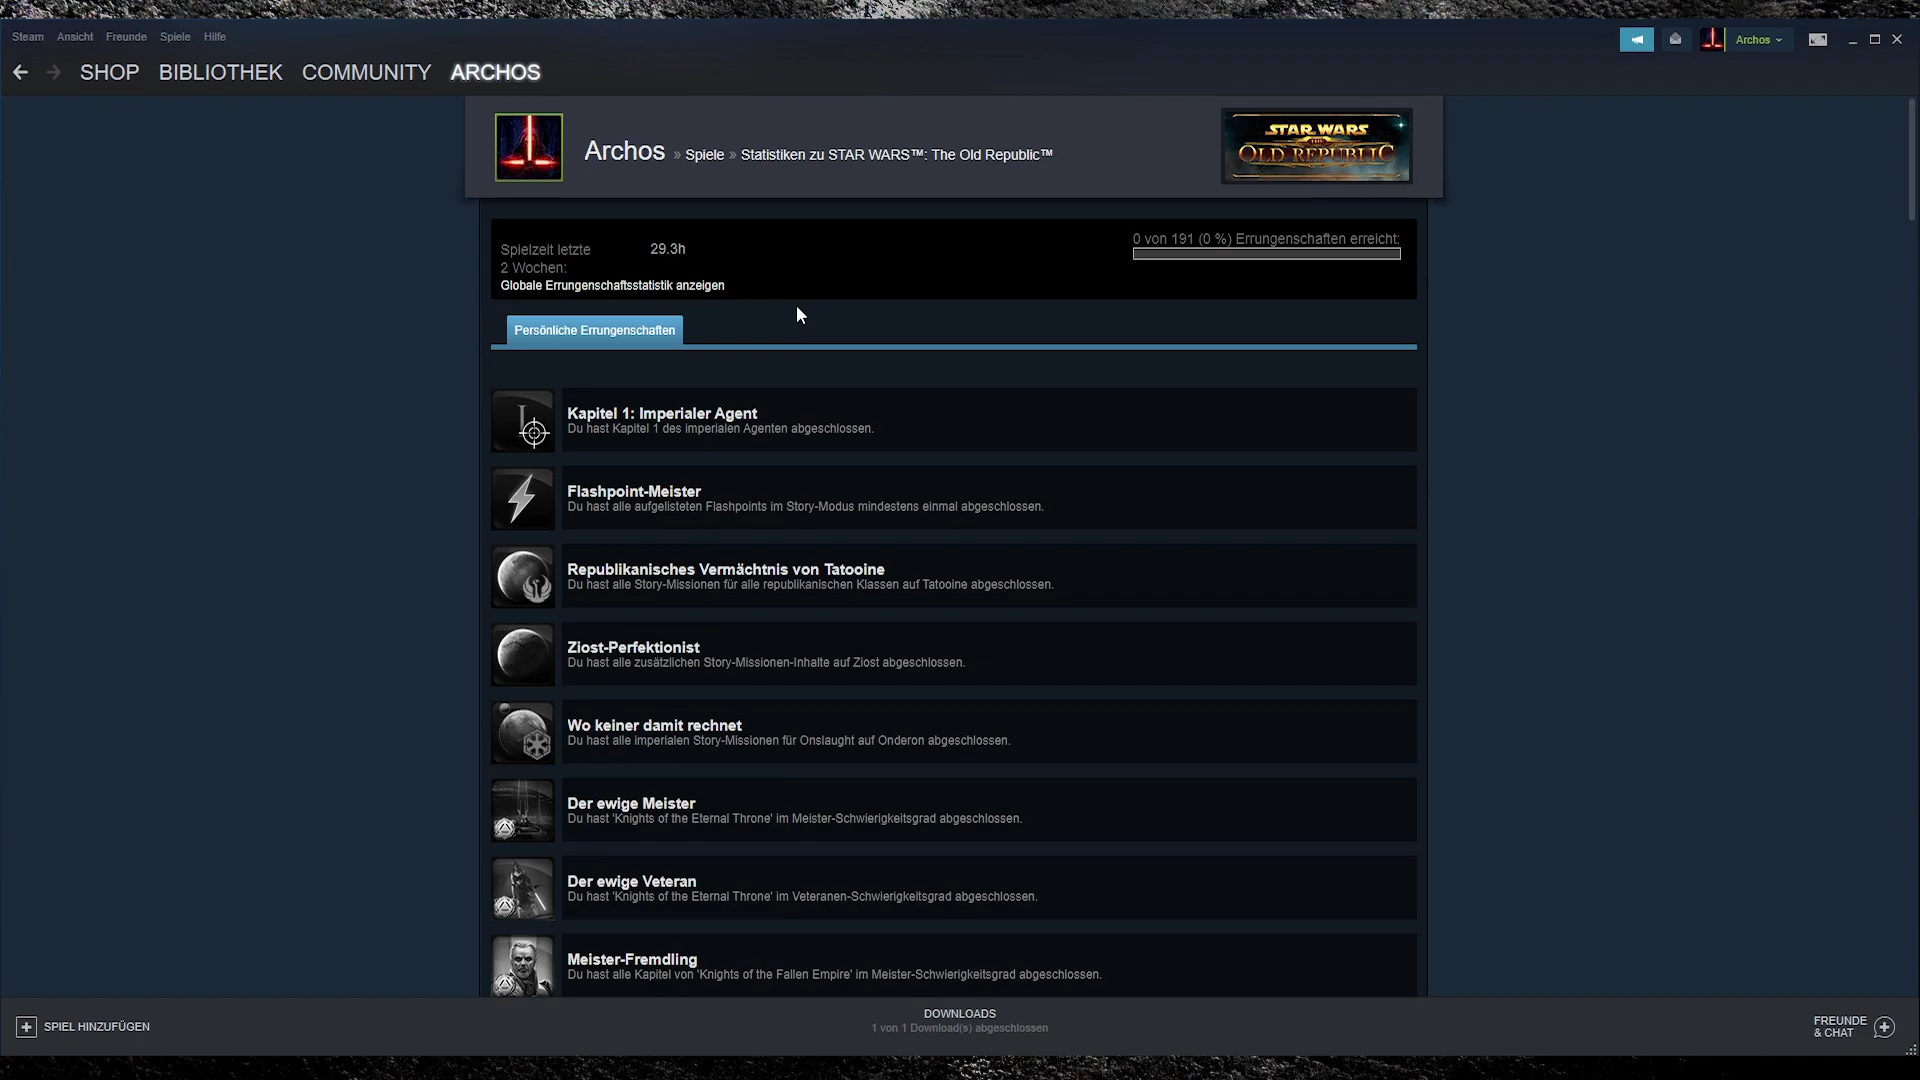 Steam Ansicht Freunde Spiele Hilfe
Archos
SHOP BIBLIOTHEK COMMUNITY ARCHOS
Archos » Spiele » Statistiken zu STAR WARS™: The Old Republic™
STAR WARS
THE
OLD REPUBLIC
Spielzeit letzte 29.3h
2 Wochen:
Globale Errungenschaftsstatistik anzeigen
0 von 191 (0 %) Errungenschaften erreicht:
Persönliche Errungenschaften
Kapitel 1: Imperialer Agent
Du hast Kapitel 1 des imperialen Agenten abgeschlossen.
Flashpoint-Meister
Du hast alle aufgelisteten Flashpoints im Story-Modus mindestens einmal abgeschlossen.
Republikanisches Vermächtnis von Tatooine
Du hast alle Story-Missionen für alle republikanischen Klassen auf Tatooine abgeschlossen.
Ziost-Perfektionist
Du hast alle zusätzlichen Story-Missionen-Inhalte auf Ziost abgeschlossen.
Wo keiner damit rechnet
Du hast alle imperialen Story-Missionen für Onslaught auf Onderon abgeschlossen.
Der ewige Meister
Du hast 'Knights of the Eternal Throne' im Meister-Schwierigkeitsgrad abgeschlossen.
Der ewige Veteran
Du hast 'Knights of the Eternal Throne' im Veteranen-Schwierigkeitsgrad abgeschlossen.
Meister-Fremdling
Du hast alle Kapitel von 'Knights of the Fallen Empire' im Meister-Schwierigkeitsgrad abgeschlossen.
SPIEL HINZUFÜGEN
DOWNLOADS
1 von 1 Download(s) abgeschlossen
FREUNDE
& CHAT